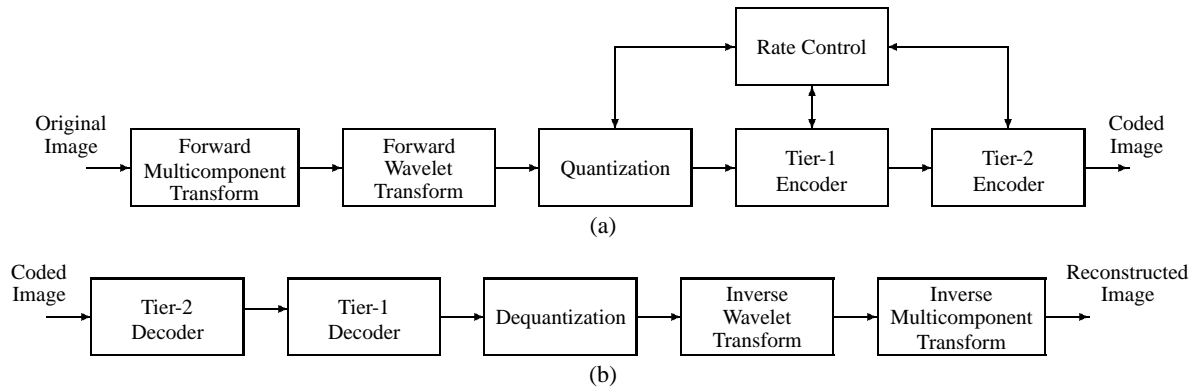 Rate Control
Original
Image
Forward
Multicomponent
Transform
Forward
Wavelet
Transform
Quantization
Tier-1
Encoder
Tier-2
Encoder
Coded
Image
(a)
Coded
Image
Tier-2
Decoder
Tier-1
Decoder
Dequantization
Inverse
Wavelet
Transform
Inverse
Multicomponent
Transform
Reconstructed
Image
(b)